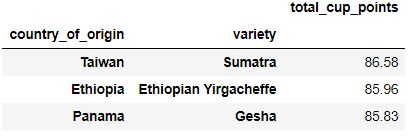 total_cup_points
country_of_origin variety
Taiwan Sumatra 86.58
Ethiopia Ethiopian Yirgacheffe 85.96
Panama Gesha 85.83